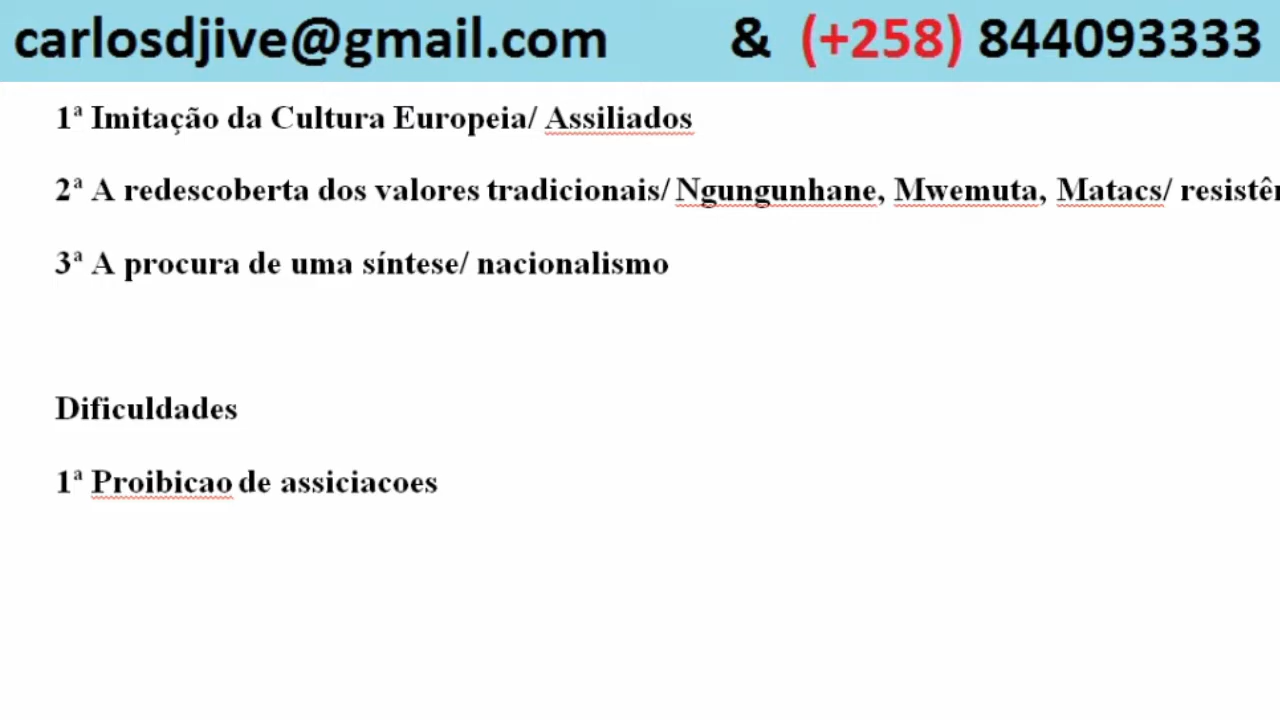 carlosdjive@gmail.com & (+258) 844093333
1ª Imitação da Cultura Europeia/ Assiliados
2ª A redescoberta dos valores tradicionais/ Ngungunhane, Mwemuta, Matacs/
3ª A procura de uma síntese/ nacionalismo
Dificuldades
1ª Proibicao de assiciacoes